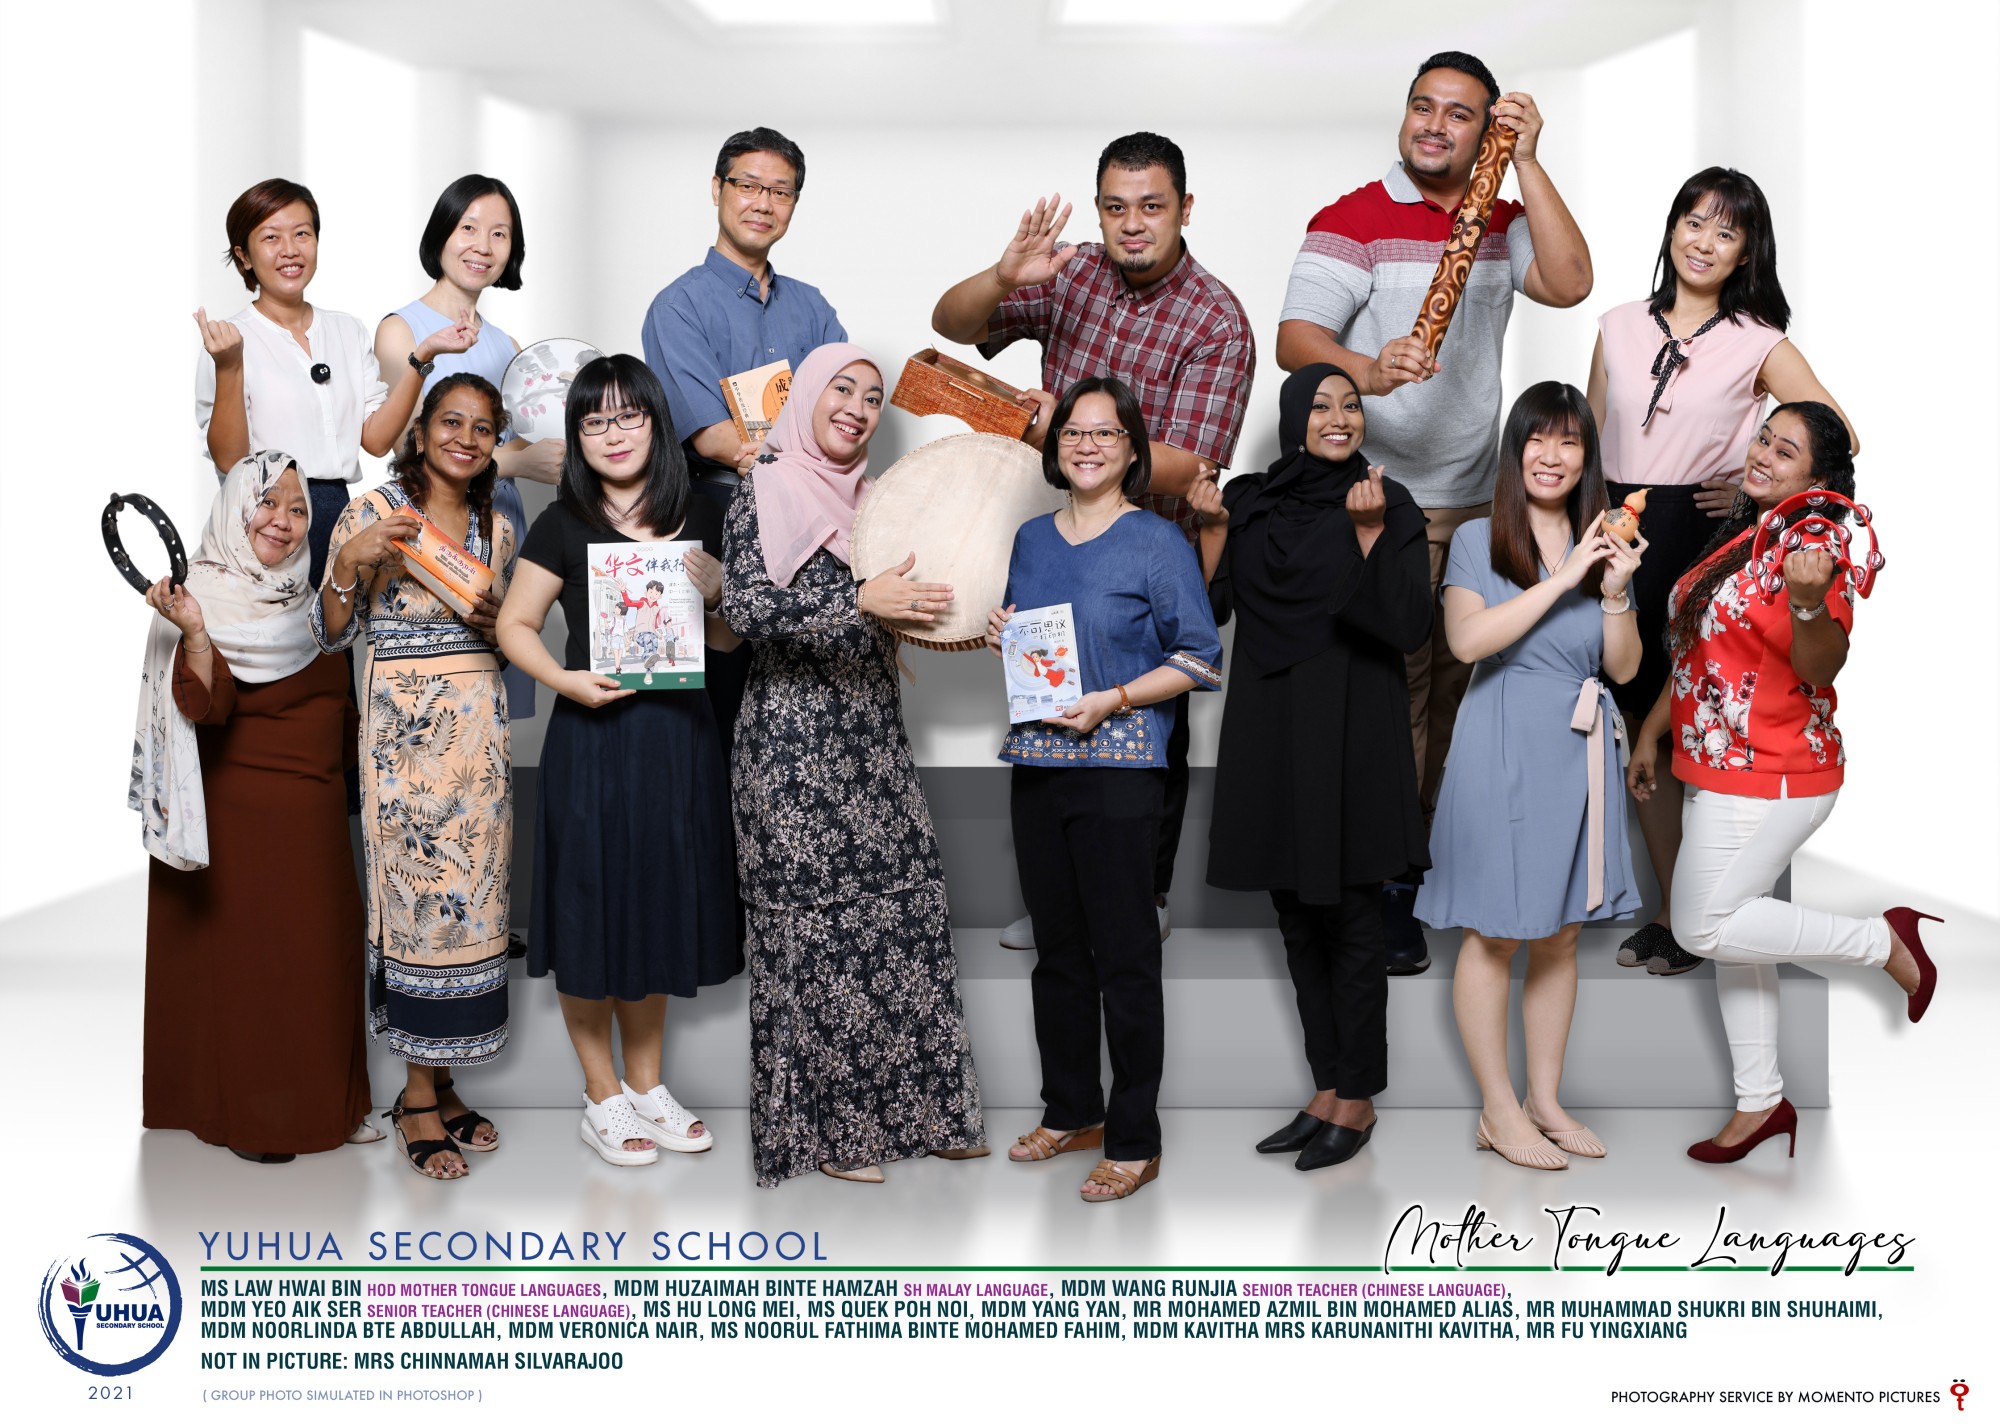 成
华文伴我行
不可思议
YUHUA SECONDARY SCHOOL
Mother Tongue Languages
MS LAW HWAI BIN HOD MOTHER TONGUE LANGUAGES, MDM HUZAIMAH BINTE HAMZAH SH MALAY LANGUAGE, MDM WANG RUNJIA SENIOR TEACHER (CHINESE LANGUAGE),
MDM YEO AIK SER SENIOR TEACHER (CHINESE LANGUAGE), MS HU LONG MEI, MS QUEK POH NOI, MDM YANG YAN, MR MOHAMED AZMIL BIN MOHAMED ALIAS, MR MUHAMMAD SHUKRI BIN SHUHAIMI,
MDM NOORLINDA BTE ABDULLAH, MDM VERONICA NAIR, MS NOORUL FATHIMA BINTE MOHAMED FAHIM, MDM KAVITHA MRS KARUNANITHI KAVITHA, MR FU YINGXIANG
NOT IN PICTURE: MRS CHINNAMAH SILVARAJOO
YUHUA
SECONDARY SCHOOL
2021
( GROUP PHOTO SIMULATED IN PHOTOSHOP )
PHOTOGRAPHY SERVICE BY MOMENTO PICTURES